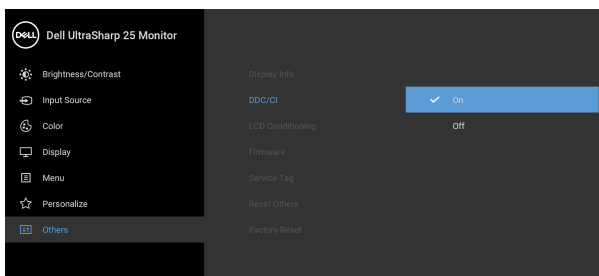 DELL Dell UltraSharp 25 Monitor
Brightness/Contrast Display Info
Input Source DDC/CI On
Color LCD Conditioning Off
Display Firmware
Menu Service Tag
Personalize Reset Others
Others Factory Reset